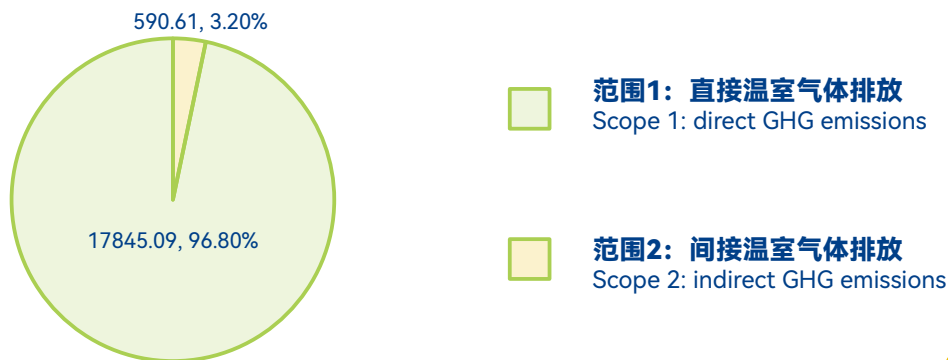 590.61, 3.20%
17845.09, 96.80%
范围1：直接温室气体排放
Scope 1: direct GHG emissions
范围2：间接温室气体排放
Scope 2: indirect GHG emissions